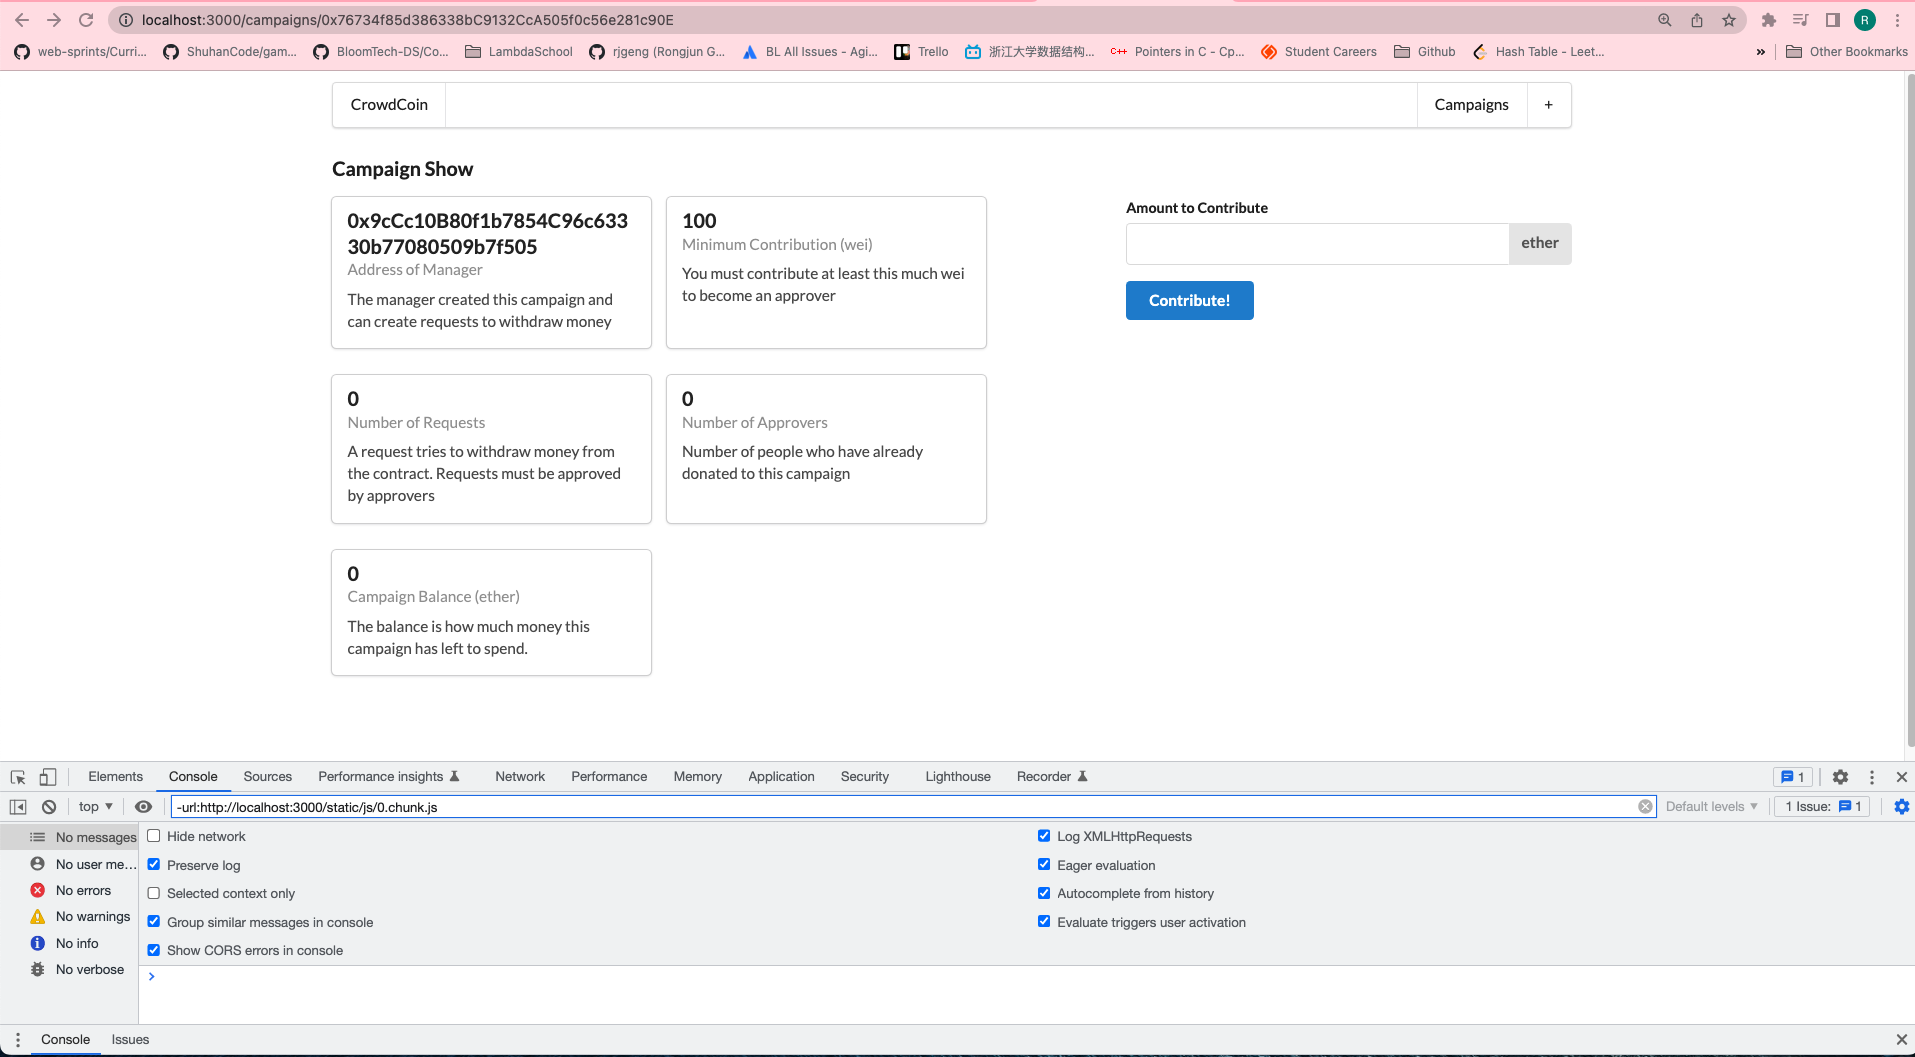 localhost:3000/campaigns/0x76734f85d386338bC9132CcA505f0c56e281c90E
R
web-sprints/Curri... ShuhanCode/gam... BloomTech-DS/Co... LambdaSchool rjgeng (Rongjun G... BL All Issues - Agi... Trello 浙江大学数据结构... C++ Pointers in C - Cp... Student Careers Github Hash Table - Leet... » Other Bookmarks
CrowdCoin Campaigns +
Campaign Show
0x9cCc10B80f1b7854C96c633
30b77080509b7f505
Address of Manager
The manager created this campaign and
can create requests to withdraw money
100
Minimum Contribution (wei)
You must contribute at least this much wei
to become an approver
Amount to Contribute
ether
Contribute!
0
Number of Requests
A request tries to withdraw money from
the contract. Requests must be approved
by approvers
0
Number of Approvers
Number of people who have already
donated to this campaign
0
Campaign Balance (ether)
The balance is how much money this
campaign has left to spend.
Elements Console Sources Performance insights Network Performance Memory Application Security Lighthouse Recorder 1
top -url:http://localhost:3000/static/js/0.chunk.js Default levels 1 Issue: 1
No messages
No user me...
No errors
No warnings
No info
No verbose
Hide network
Preserve log
Selected context only
Group similar messages in console
Show CORS errors in console
Log XMLHttpRequests
Eager evaluation
Autocomplete from history
Evaluate triggers user activation
Console Issues